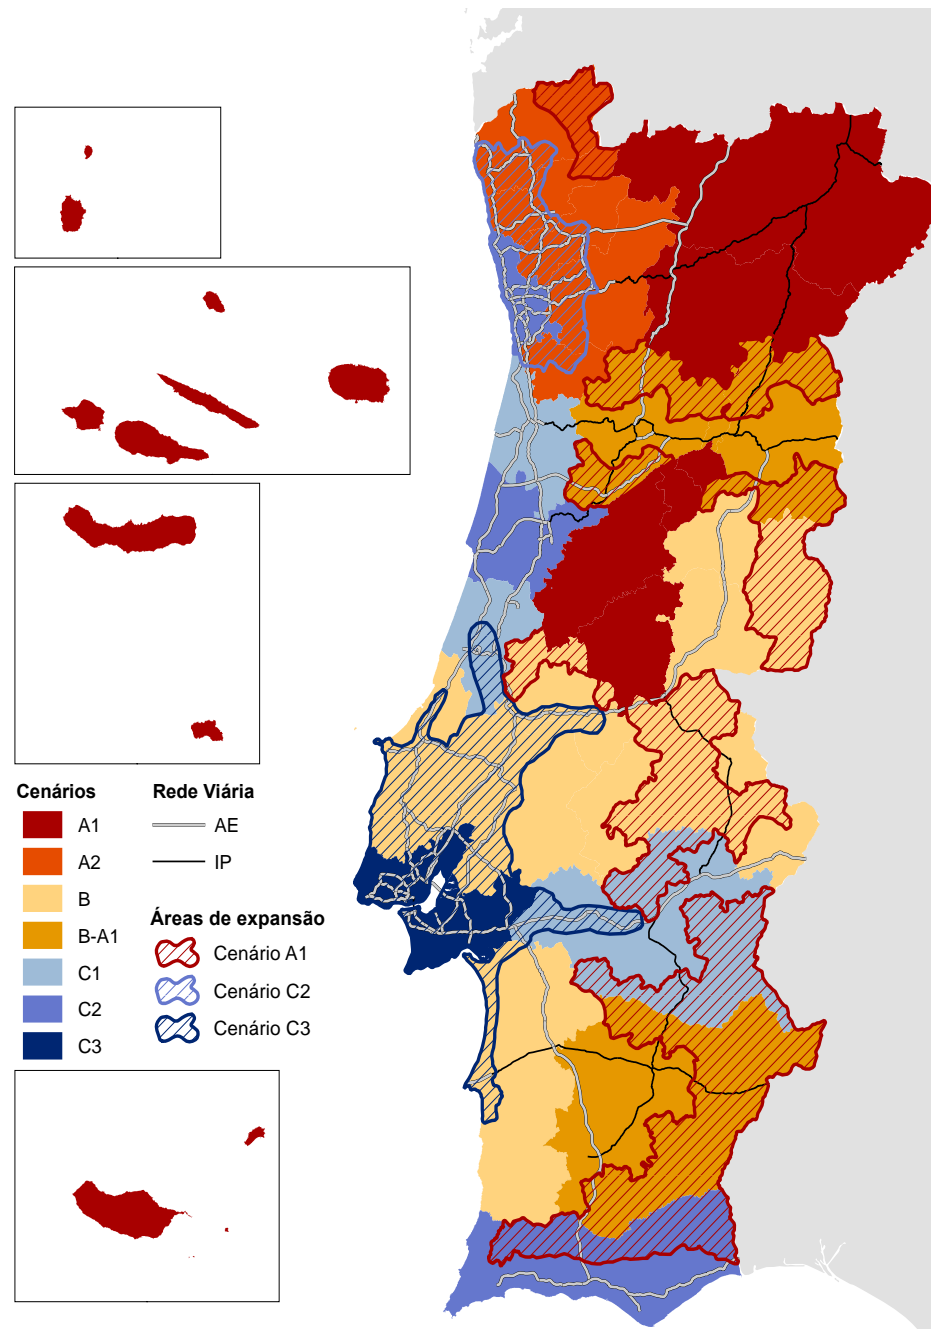 Cenários
A1
A2
B
B-A1
C1
C2
C3
Rede Viária
AE
IP
Áreas de expansão
Cenário A1
Cenário C2
Cenário C3